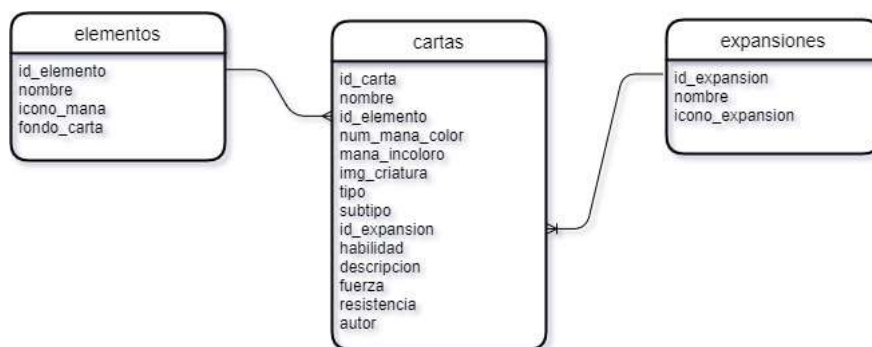 elementos
id_elemento
nombre
icono_mana
fondo_carta
cartas
id_carta
nombre
id_elemento
num_mana_color
mana_incoloro
img_criatura
tipo
subtipo
id_expansion
habilidad
descripcion
fuerza
resistencia
autor
expansiones
id_expansion
nombre
icono_expansion